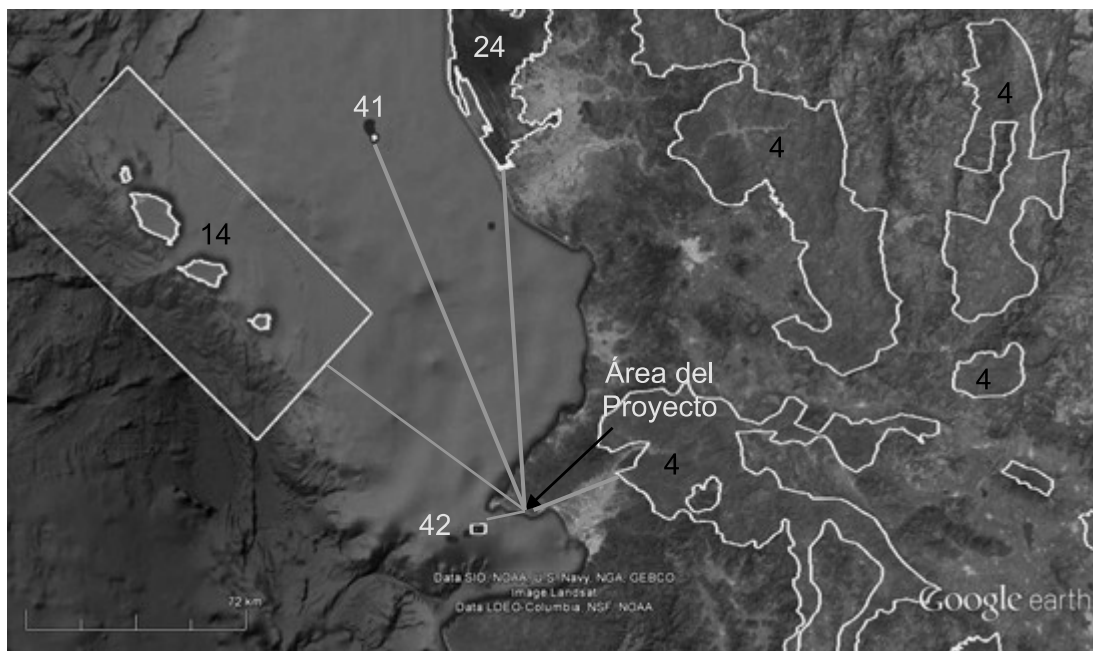 24
41
4
4
14
4
Área del
Proyecto
4
42
Data SIO, NOAA, U.S. Navy, NGA, GEBCO
Image Landsat
Data LDEO-Columbia, NSF, NOAA
72 km
Google earth